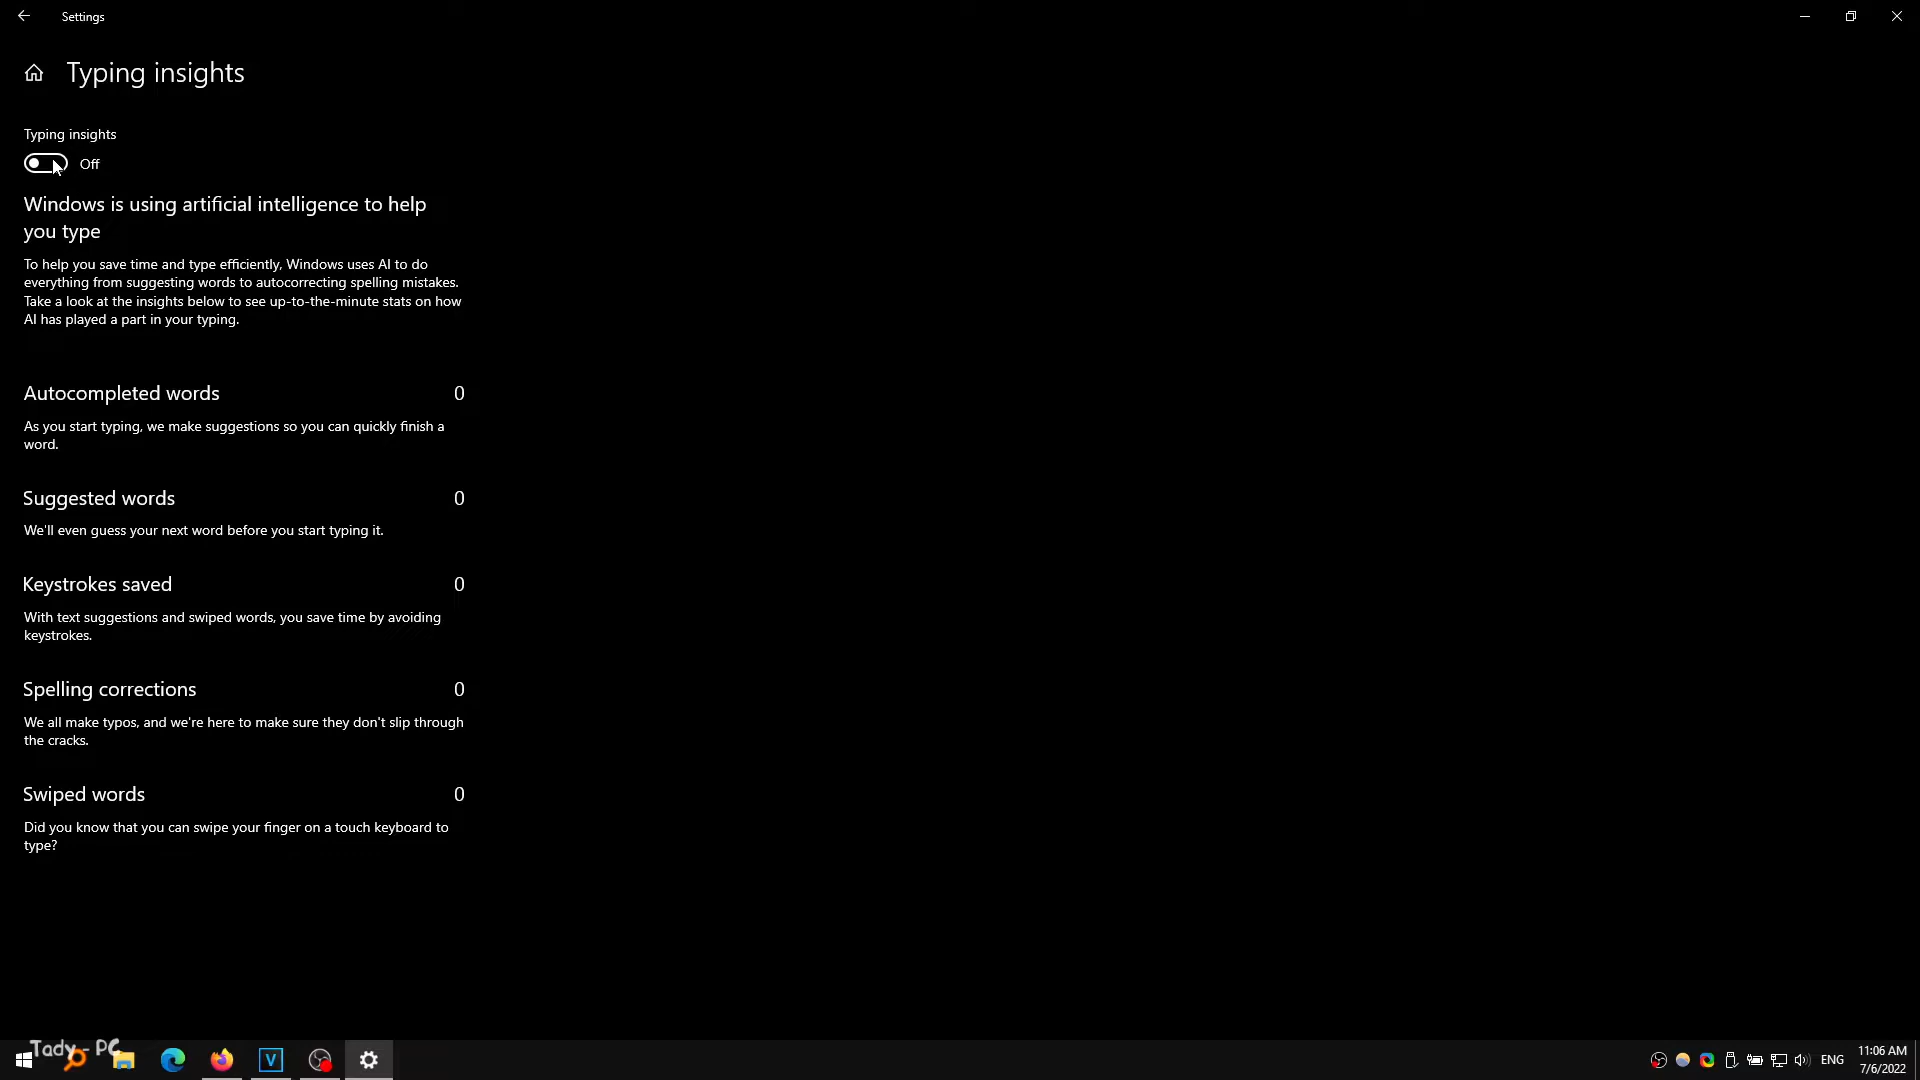 Settings
Typing insights
Typing insights
Off
Windows is using artificial intelligence to help
you type
To help you save time and type efficiently, Windows uses AI to do
everything from suggesting words to autocorrecting spelling mistakes.
Take a look at the insights below to see up-to-the-minute stats on how
AI has played a part in your typing.
Autocompleted words 0
As you start typing, we make suggestions so you can quickly finish a
word.
Suggested words 0
We'll even guess your next word before you start typing it.
Keystrokes saved 0
With text suggestions and swiped words, you save time by avoiding
keystrokes.
Spelling corrections 0
We all make typos, and we're here to make sure they don't slip through
the cracks.
Swiped words 0
Did you know that you can swipe your finger on a touch keyboard to
type?
Tady - PC
V
ENG
11:06 AM
7/6/2022